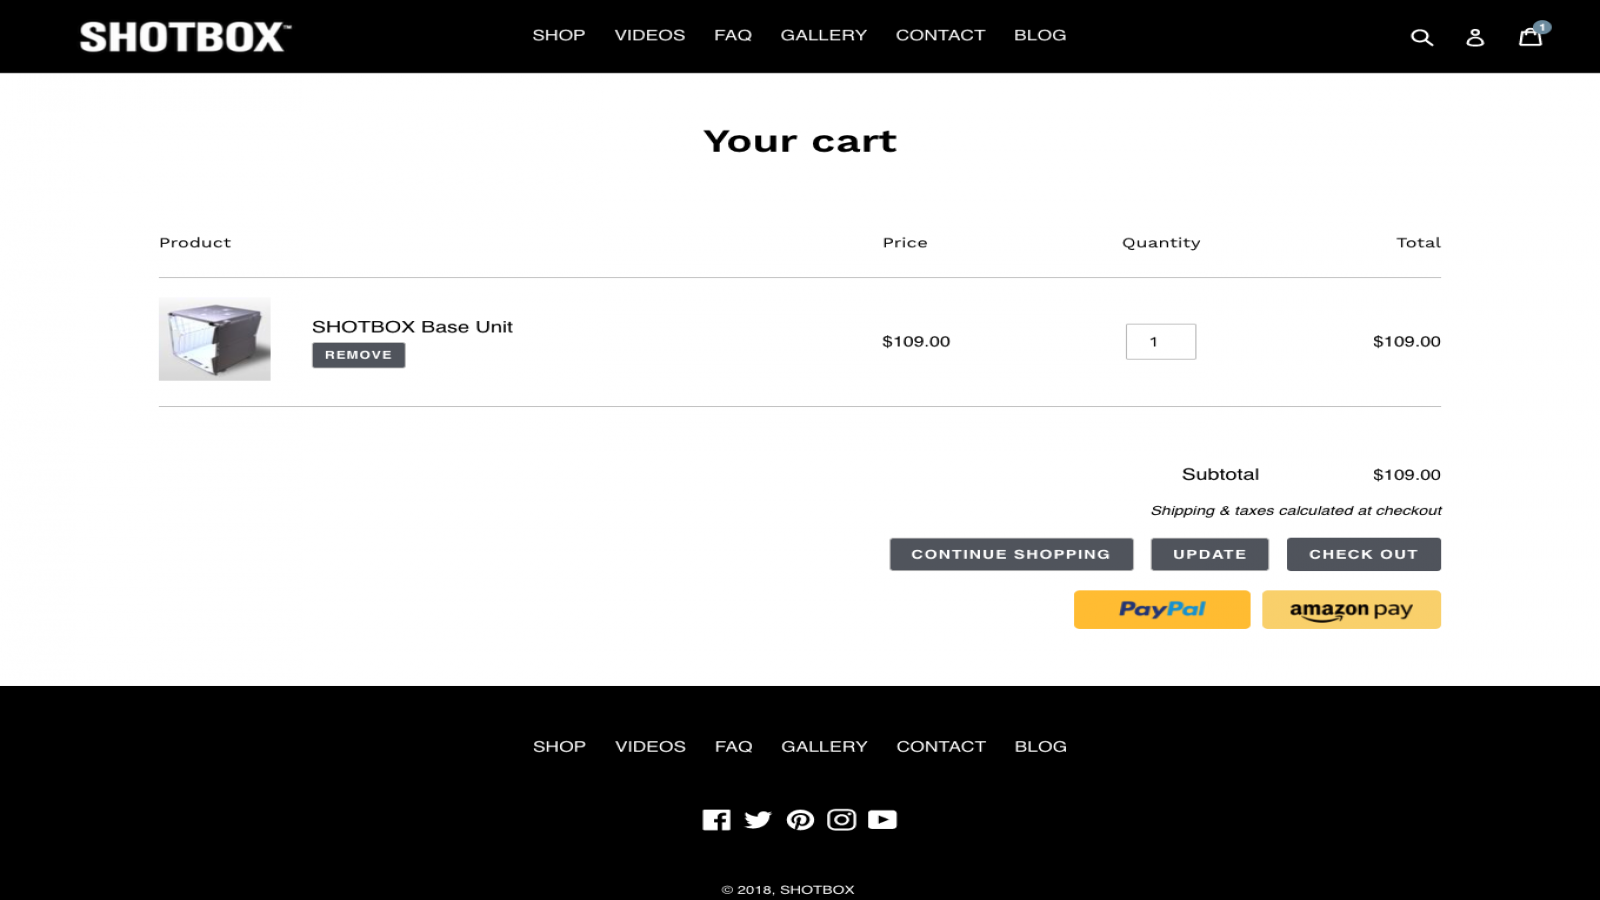 SHOTBOX™ SHOP VIDEOS FAQ GALLERY CONTACT BLOG 1
Your cart
Product Price Quantity Total
SHOTBOX Base Unit
REMOVE
$109.00 1 $109.00
Subtotal $109.00
Shipping & taxes calculated at checkout
CONTINUE SHOPPING UPDATE CHECK OUT
PayPal amazon pay
SHOP VIDEOS FAQ GALLERY CONTACT BLOG
© 2018, SHOTBOX